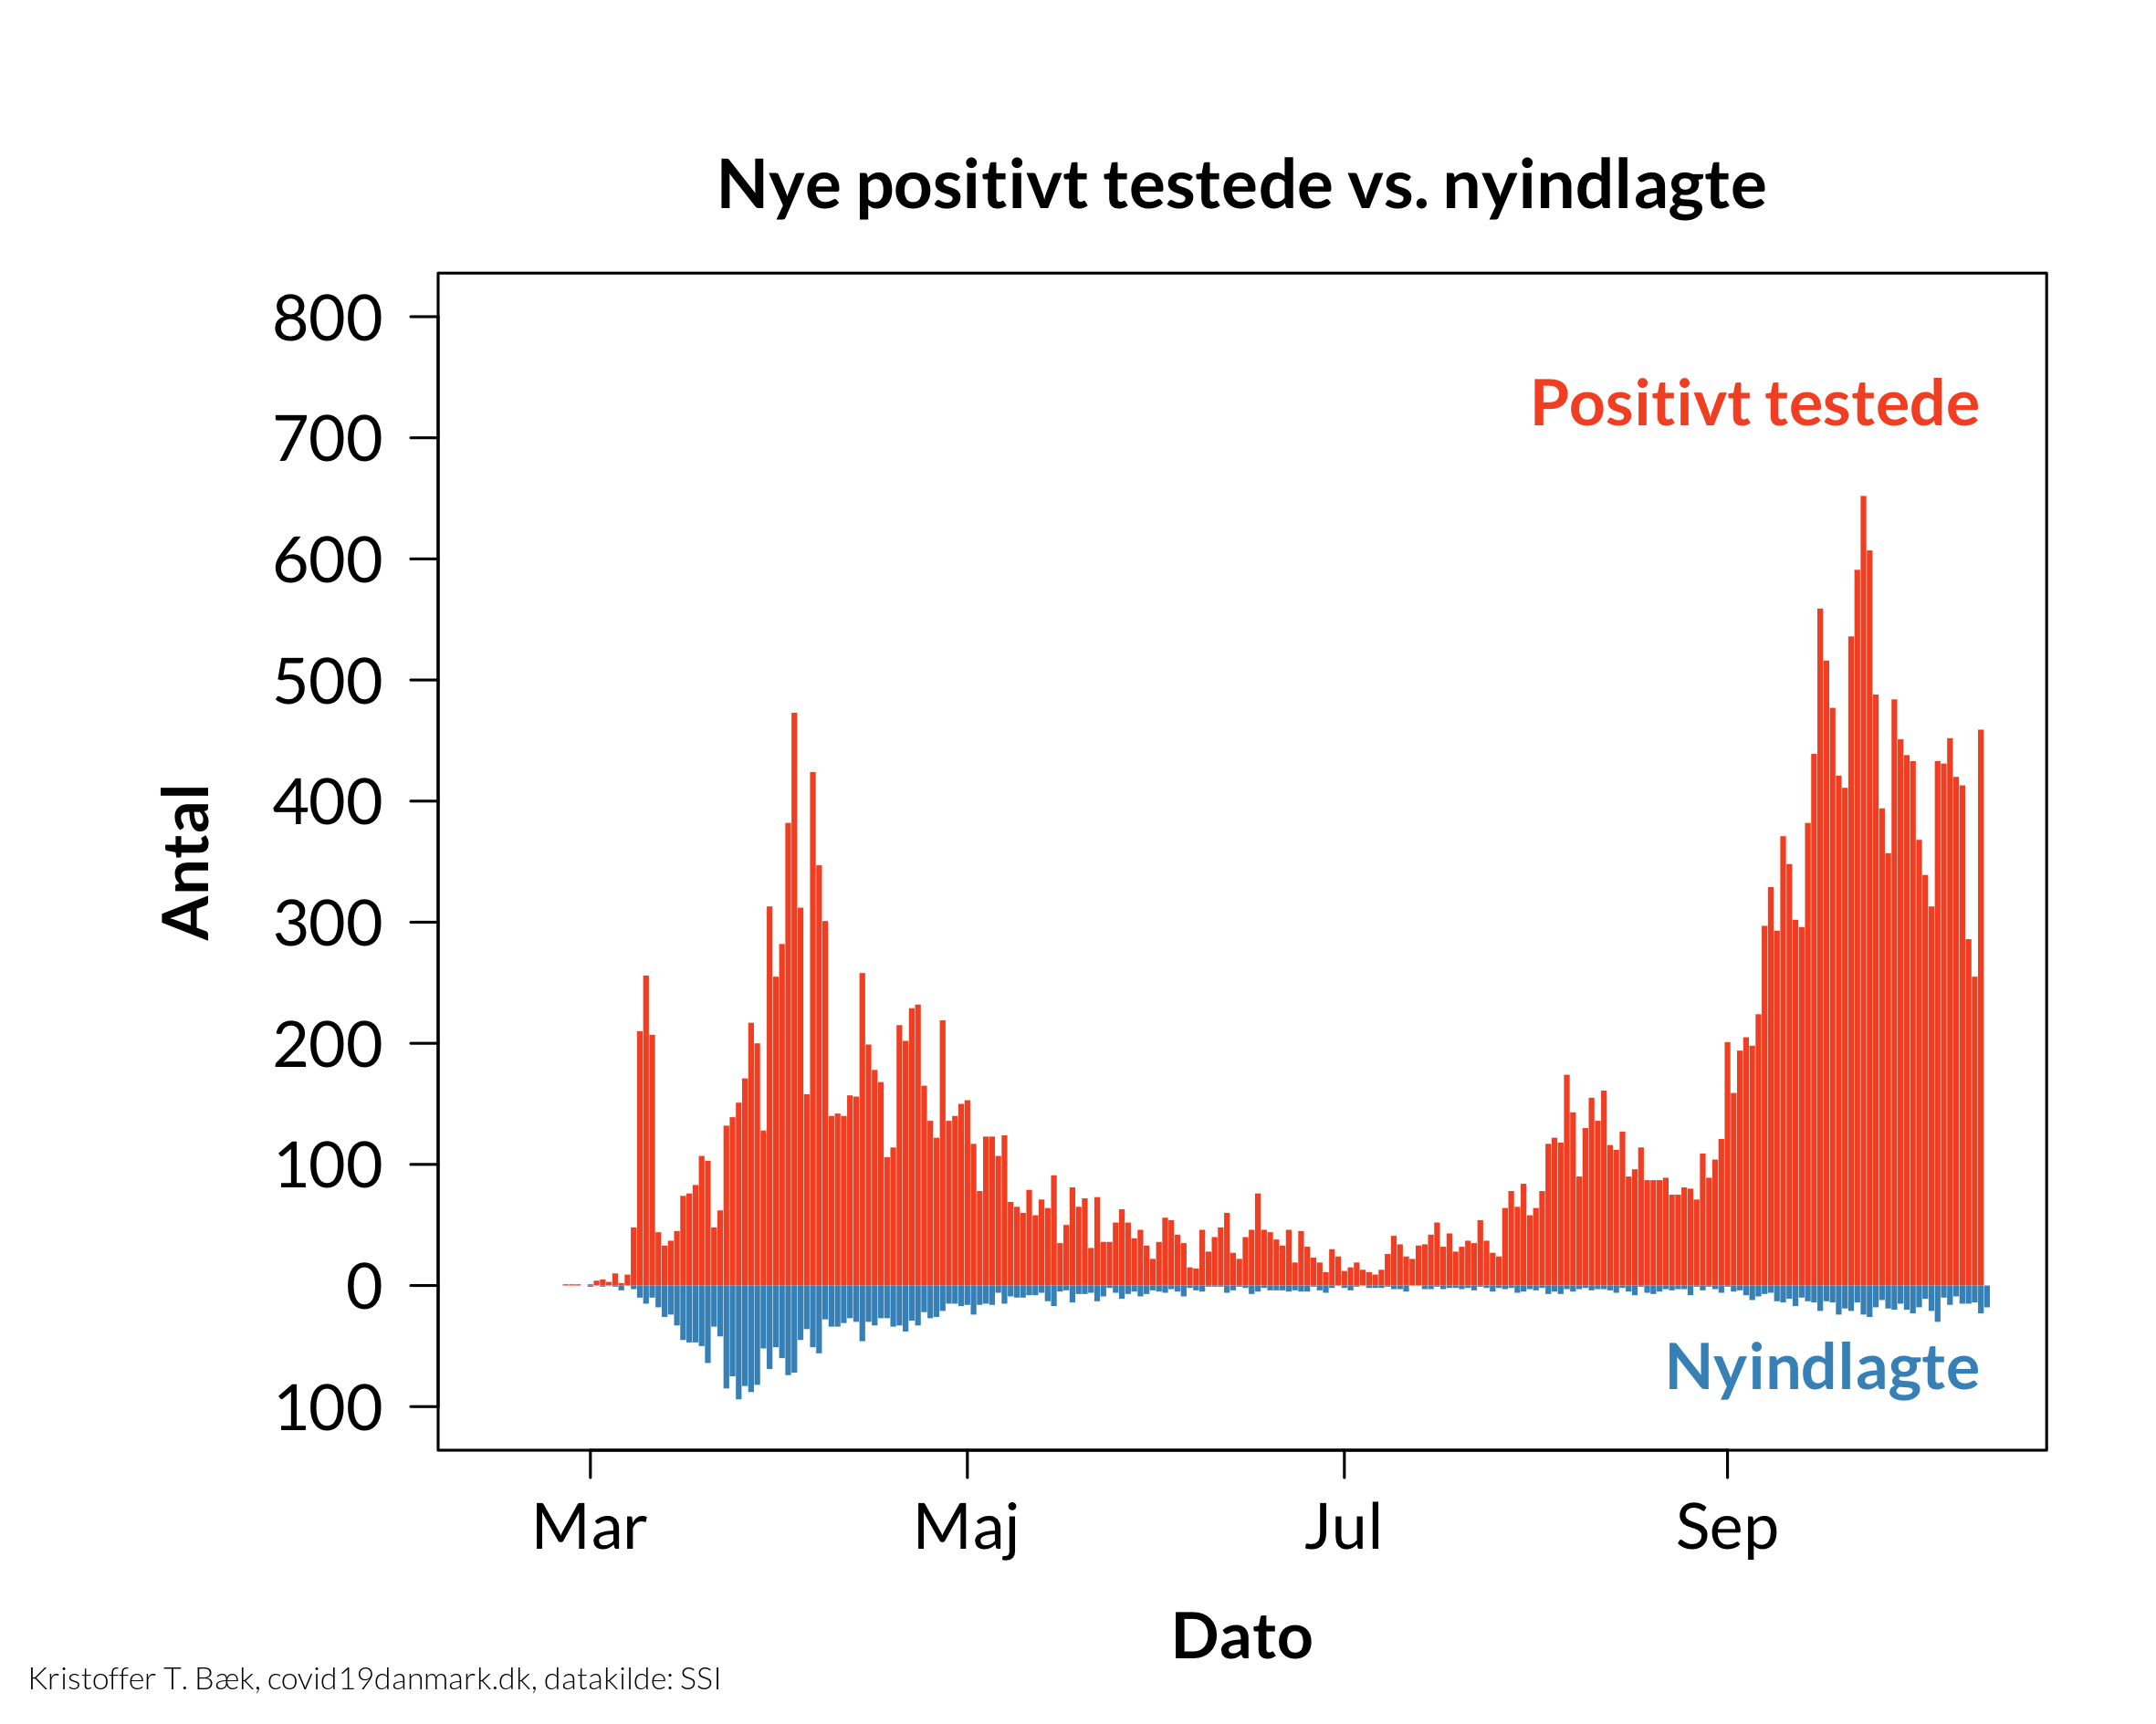 Nye positivt testede vs. nyindlagte
800
700
600
500
400
300
200
100
0
100
Antal
Positivt testede
Nyindlagte
Mar Maj Jul Sep
Dato
Kristoffer T. Bæk, covid19danmark.dk, datakilde: SSI